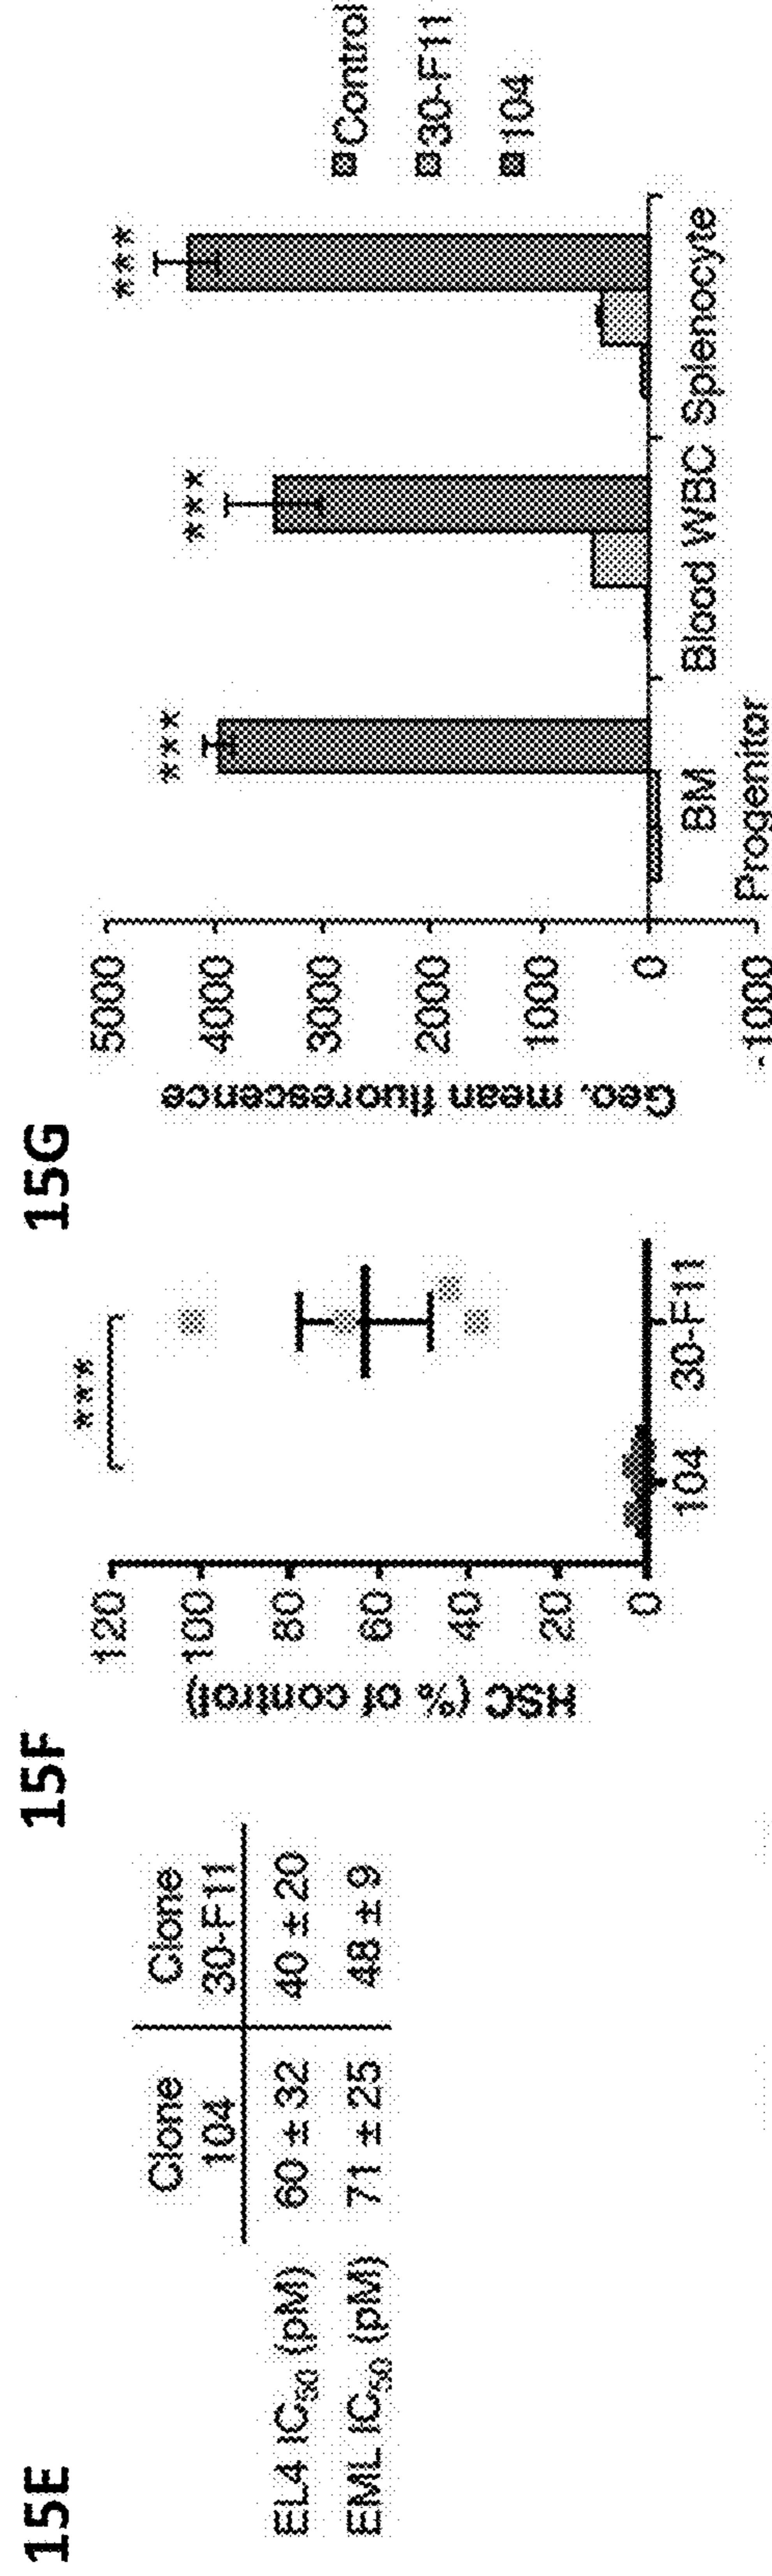 15E
Clone Clone
104 30-F11
EL4 IC50 (pM) 60 ± 32 40 ± 20
EML IC50 (pM) 71 ± 25 48 ± 9
15F
***
HSC (% of control)
120
100
80
60
40
20
0
104 30-F11
15G
Geo. mean fluorescence
5000
4000
3000
2000
1000
0
-1000
*** *** ***
BM Blood WBC Splenocyte
Progenitor
Control
30-F11
104